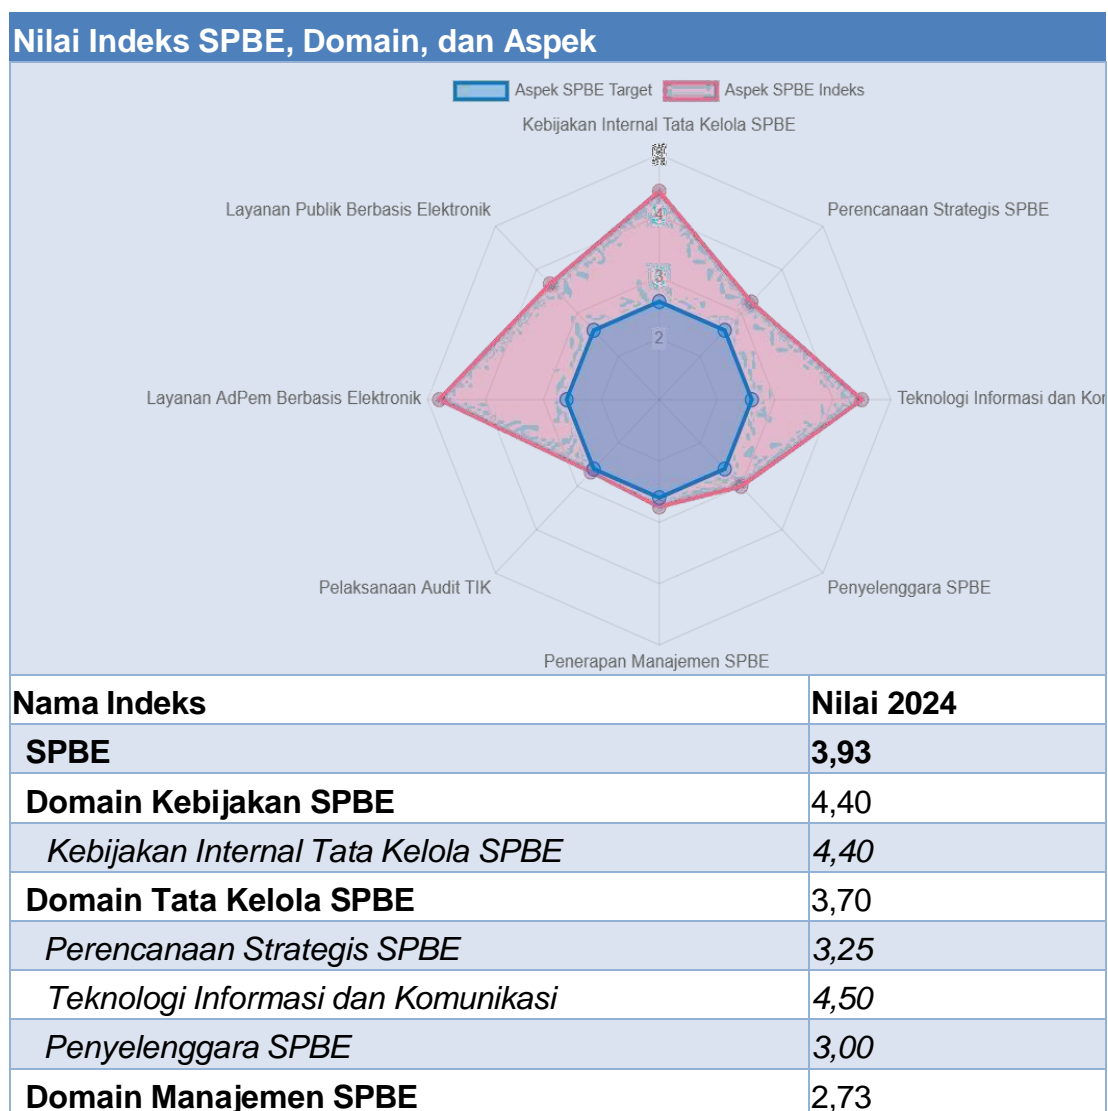 Nilai Indeks SPBE, Domain, dan Aspek
Aspek SPBE Target Aspek SPBE Indeks
Kebijakan Internal Tata Kelola SPBE
Layanan Publik Berbasis Elektronik
Perencanaan Strategis SPBE
4
3
2
Layanan AdPem Berbasis Elektronik
Teknologi Informasi dan Kor
Pelaksanaan Audit TIK
Penyelenggara SPBE
Penerapan Manajemen SPBE
Nama Indeks Nilai 2024
SPBE 3,93
Domain Kebijakan SPBE 4,40
Kebijakan Internal Tata Kelola SPBE 4,40
Domain Tata Kelola SPBE 3,70
Perencanaan Strategis SPBE 3,25
Teknologi Informasi dan Komunikasi 4,50
Penyelenggara SPBE 3,00
Domain Manajemen SPBE 2,73